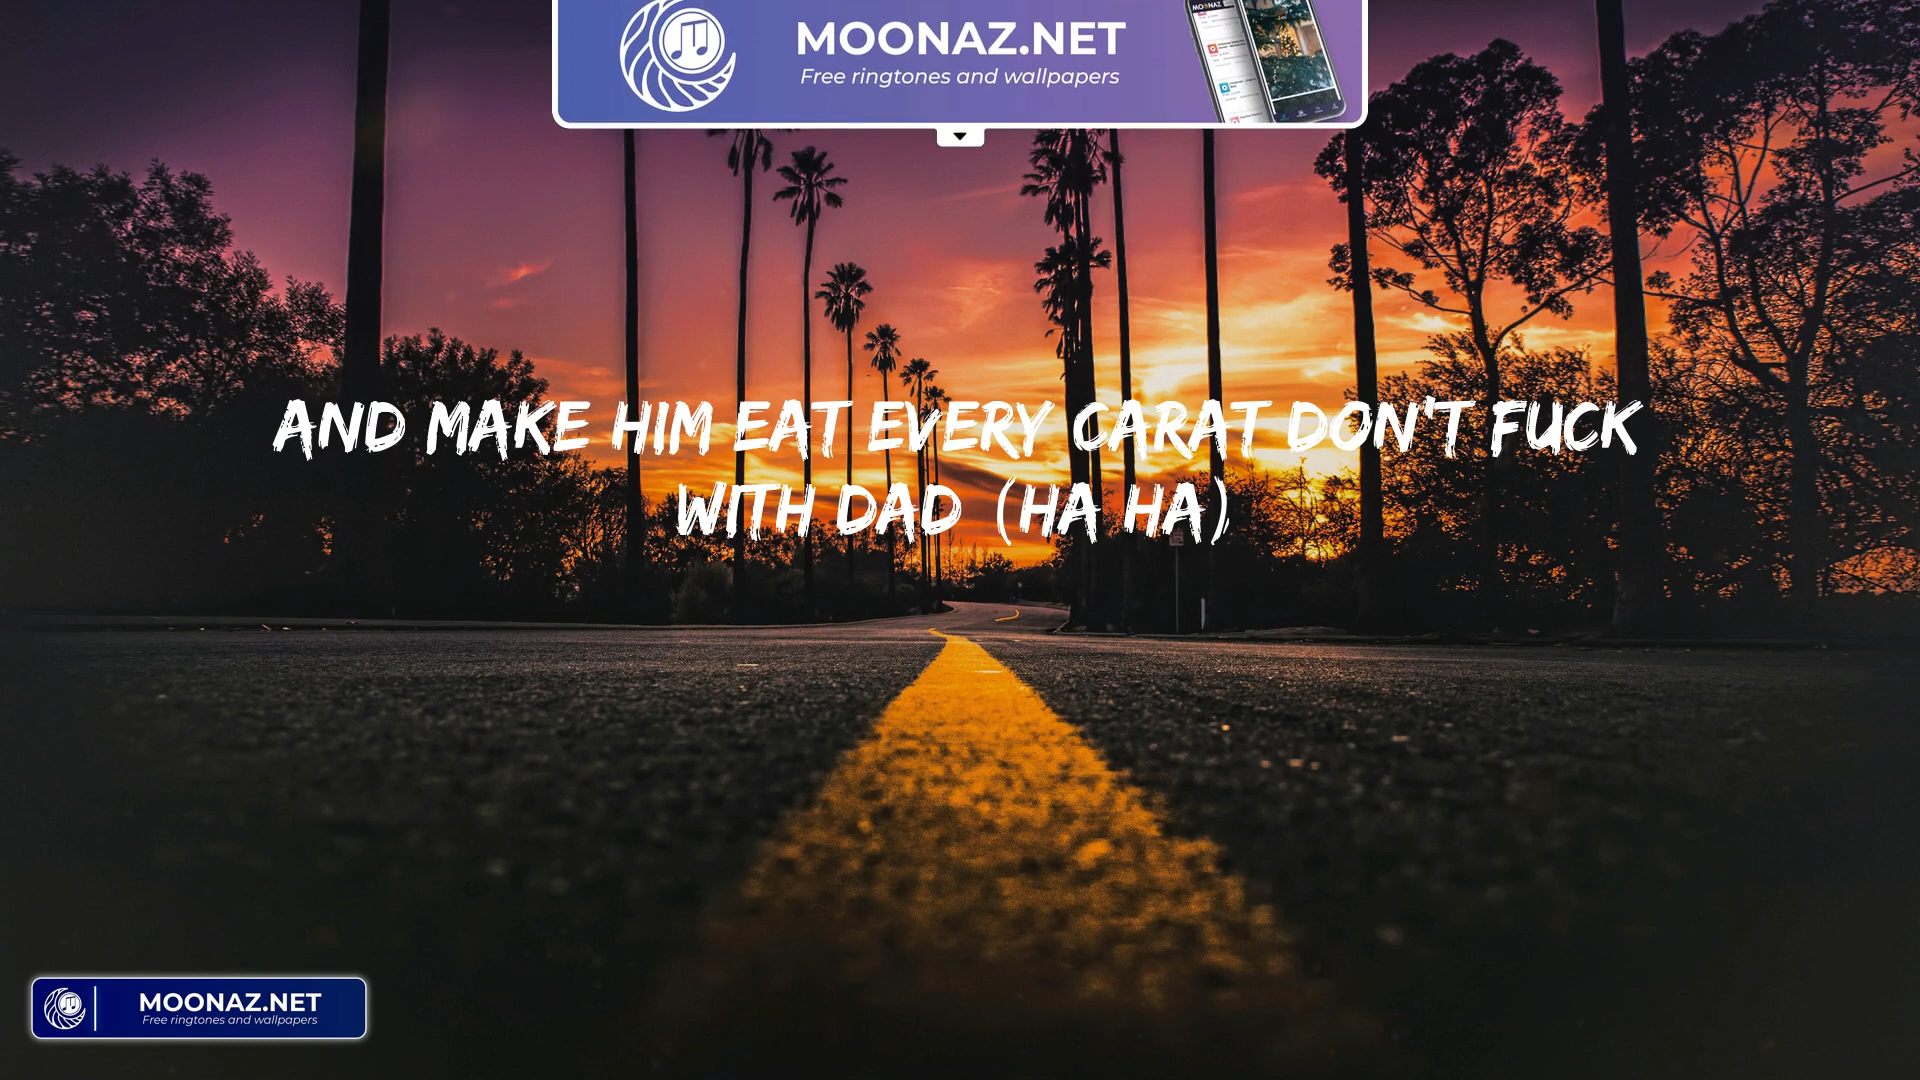 MOONAZ.NET
Free ringtones and wallpapers
AND MAKE HIM EAT EVERY CARAT DON'T FUCK
WITH DAD (HA HA)
MOONAZ.NET
Free ringtones and wallpapers